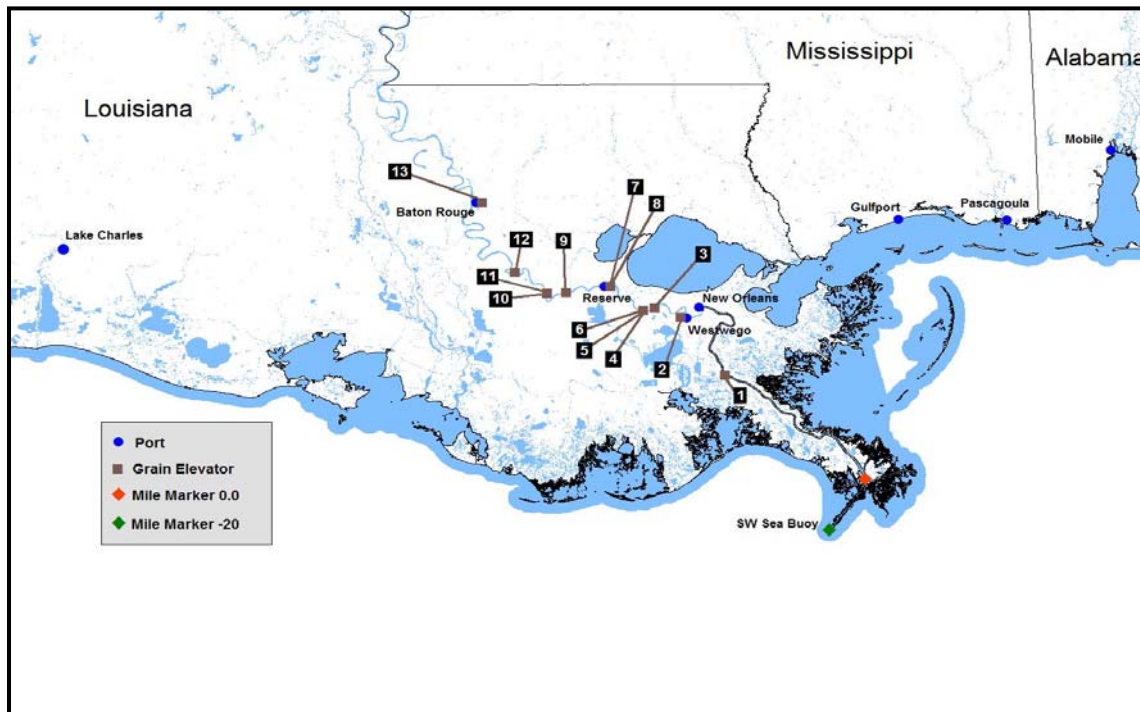 Mississippi
Alabama
Louisiana
Mobile
13
7
Baton Rouge
8
Gulfport
Pascagoula
Lake Charles
12
9
3
11
10
Reserve
New Orleans
6
Westwego
5
4
2
1
Port
Grain Elevator
Mile Marker 0.0
Mile Marker -20
SW Sea Buoy